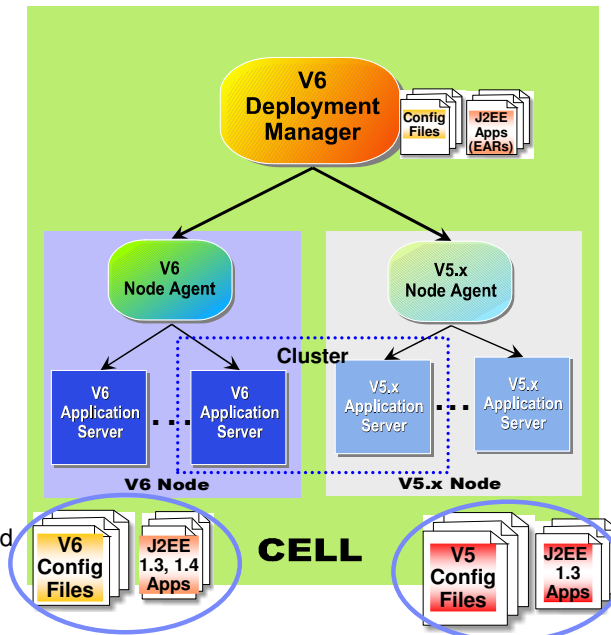 V6
Deployment
Manager
Config
Files
J2EE
Apps
(EARs)
V6
Node Agent
V5.x
Node Agent
Cluster
V6
Application
Server
...
V6
Application
Server
V5.x
Application
Server
...
V5.x
Application
Server
V6 Node
V5.x Node
d
V6
Config
Files
J2EE
1.3, 1.4
Apps
CELL
V5
Config
Files
J2EE
1.3
Apps